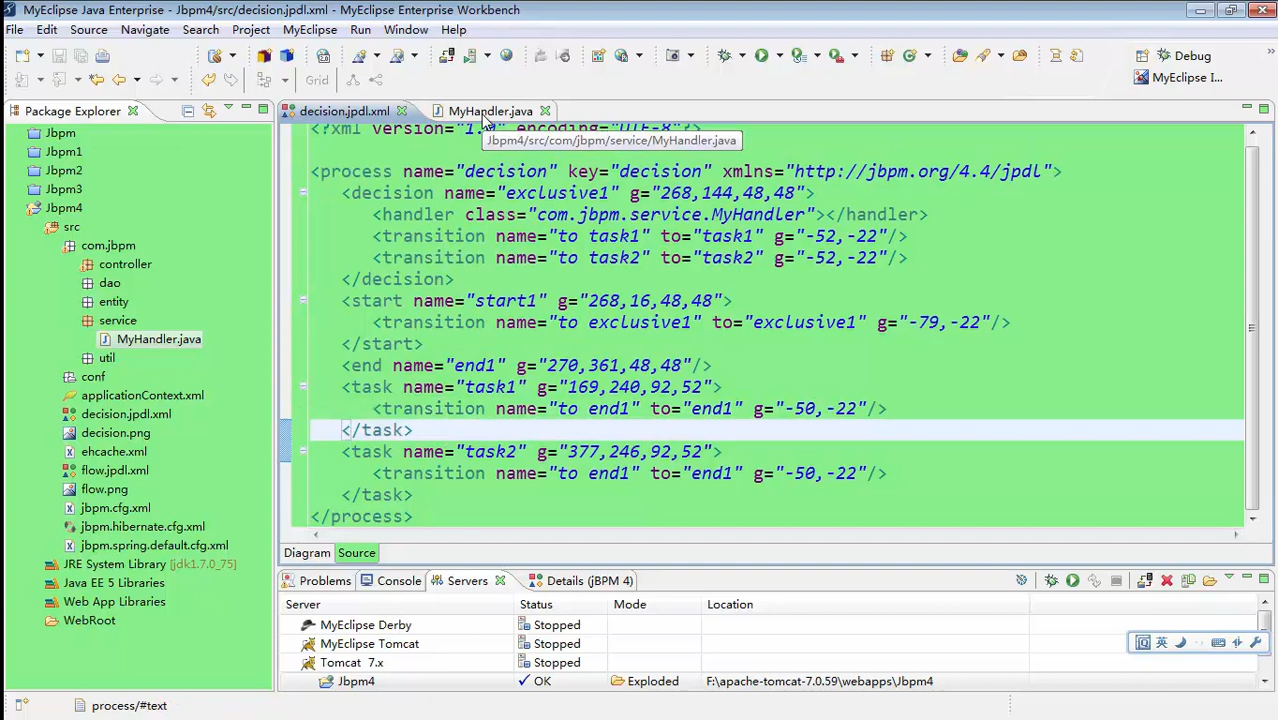 MyEclipse Java Enterprise - Jbpm4/src/decision.jpdl.xml - MyEclipse Enterprise Workbench
File Edit Source Navigate Search Project MyEclipse Run Window Help
Debug
Grid
MyEclipse I...
Package Explorer
Jbpm
Jbpm1
Jbpm2
Jbpm3
Jbpm4
src
com.jbpm
controller
dao
entity
service
MyHandler.java
util
conf
applicationContext.xml
decision.jpdl.xml
decision.png
ehcache.xml
flow.jpdl.xml
flow.png
jbpm.cfg.xml
jbpm.hibernate.cfg.xml
jbpm.spring.default.cfg.xml
JRE System Library [jdk1.7.0_75]
Java EE 5 Libraries
Web App Libraries
WebRoot
decision.jpdl.xml MyHandler.java
<?xml version="1.0" encoding="UTF-8"?>
Jbpm4/src/com/jbpm/service/MyHandler.java
<process name="decision" key="decision" xmlns="http://jbpm.org/4.4/jpdl">
<decision name="exclusive1" g="268,144,48,48">
<handler class="com.jbpm.service.MyHandler"></handler>
<transition name="to task1" to="task1" g="-52,-22"/>
<transition name="to task2" to="task2" g="-52,-22"/>
</decision>
<start name="start1" g="268,16,48,48">
<transition name="to exclusive1" to="exclusive1" g="-79,-22"/>
</start>
<end name="end1" g="270,361,48,48"/>
<task name="task1" g="169,240,92,52">
<transition name="to end1" to="end1" g="-50,-22"/>
</task>
<task name="task2" g="377,246,92,52">
<transition name="to end1" to="end1" g="-50,-22"/>
</task>
</process>
Diagram Source
Problems Console Servers Details (jBPM 4)
Server Status Mode Location
MyEclipse Derby Stopped
MyEclipse Tomcat Stopped
Tomcat 7.x Stopped
Jbpm4 OK Exploded F:\apache-tomcat-7.0.59\webapps\Jbpm4
英
process/#text